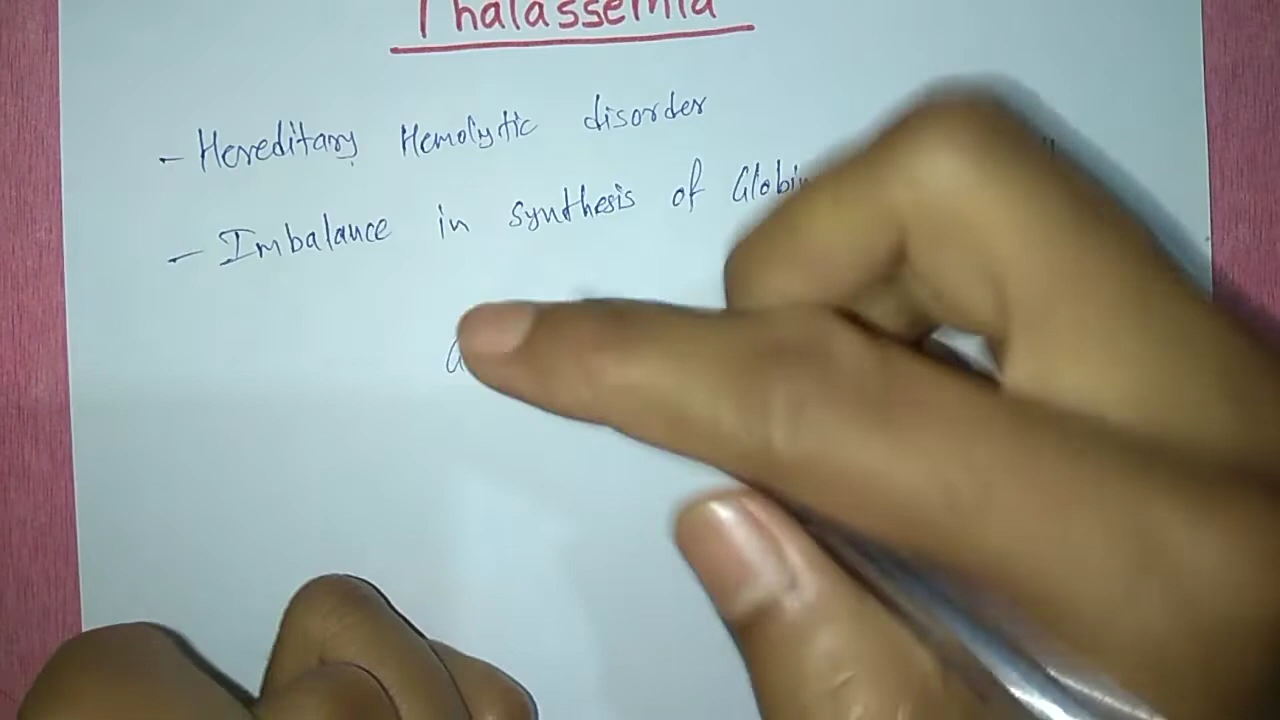 Thalassemia
- Hereditary Hemolytic disorder
- Imbalance in synthesis of Globin